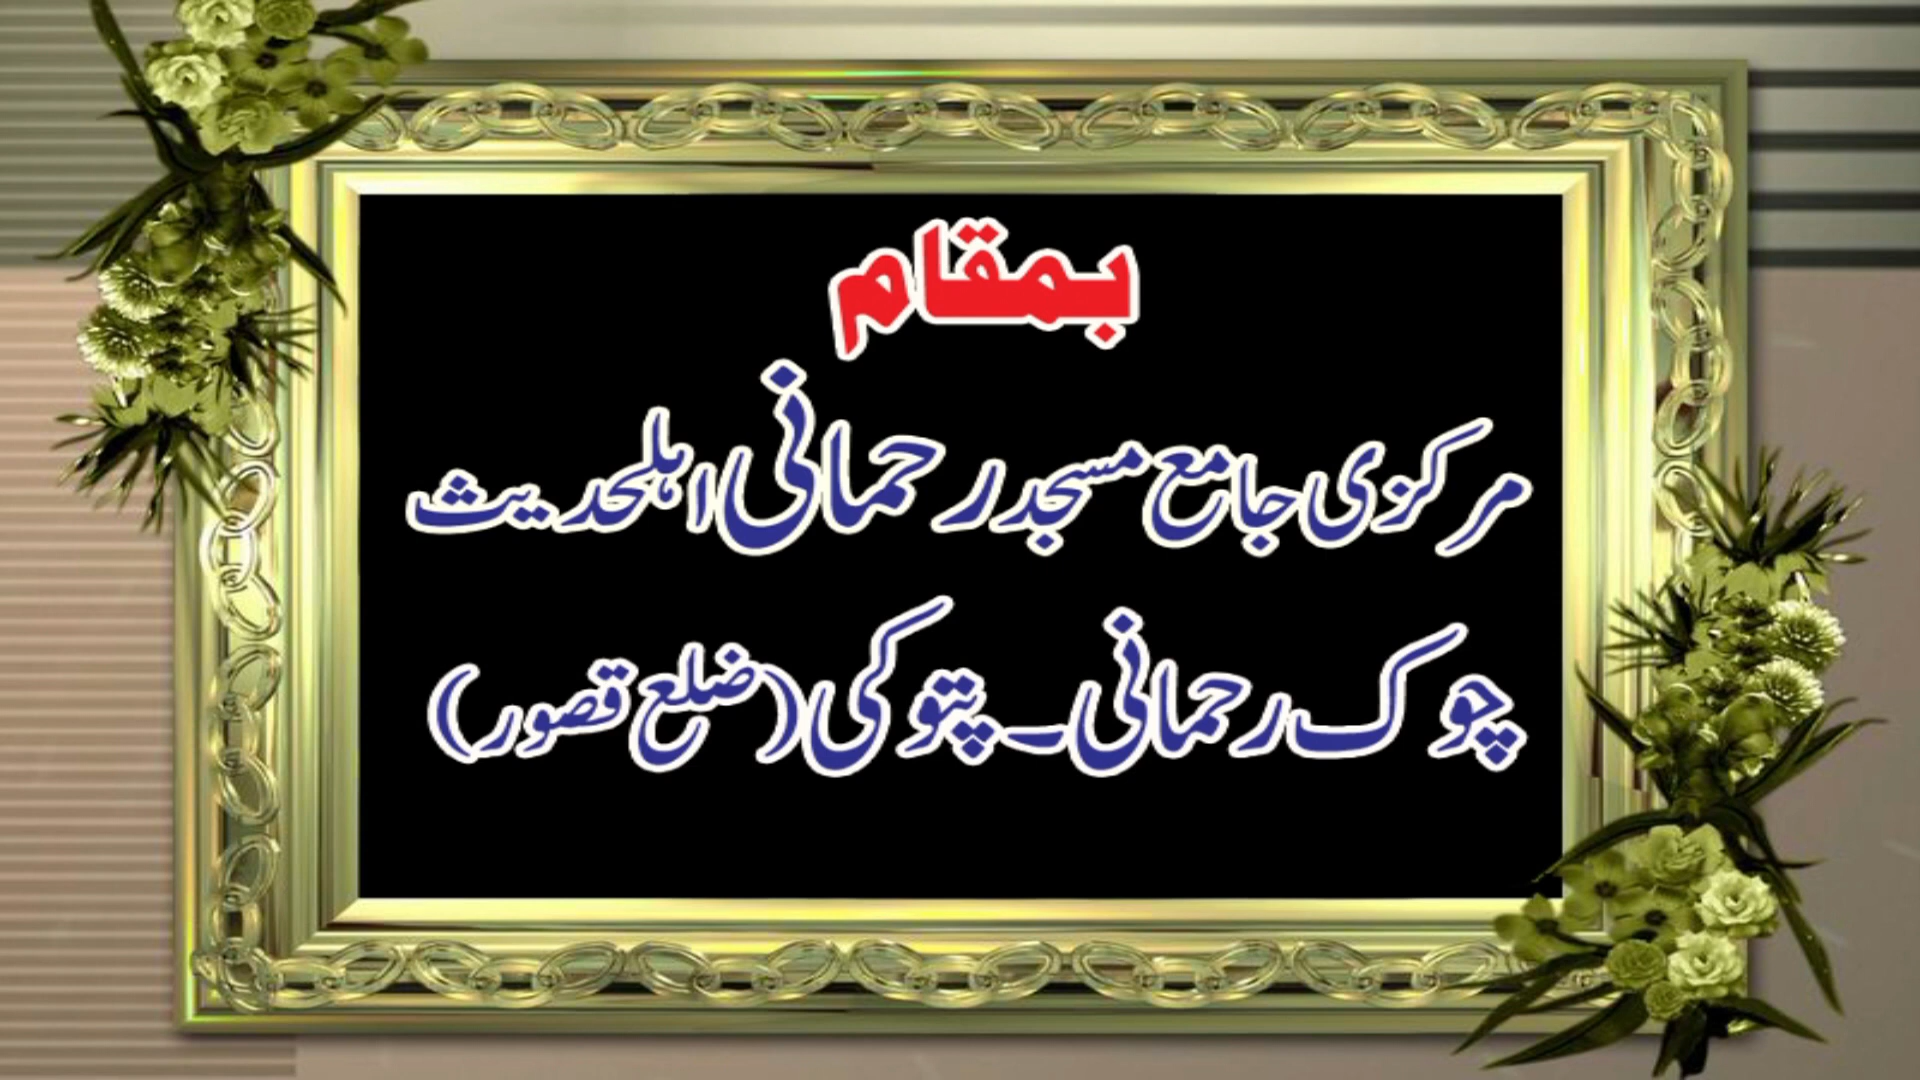 بمقام
مرکزی جامع مسجد رحمانی اہلحدیث
چوک رحمانی ۔ پتوکی (ضلع قصور)